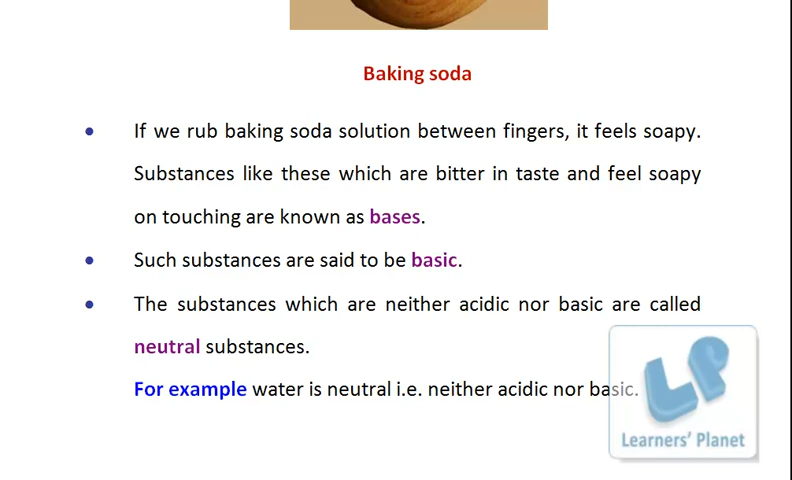 Baking soda
• If we rub baking soda solution between fingers, it feels soapy.
Substances like these which are bitter in taste and feel soapy
on touching are known as bases.
• Such substances are said to be basic.
• The substances which are neither acidic nor basic are called
neutral substances.
For example water is neutral i.e. neither acidic nor basic.
LP
Learners' Planet